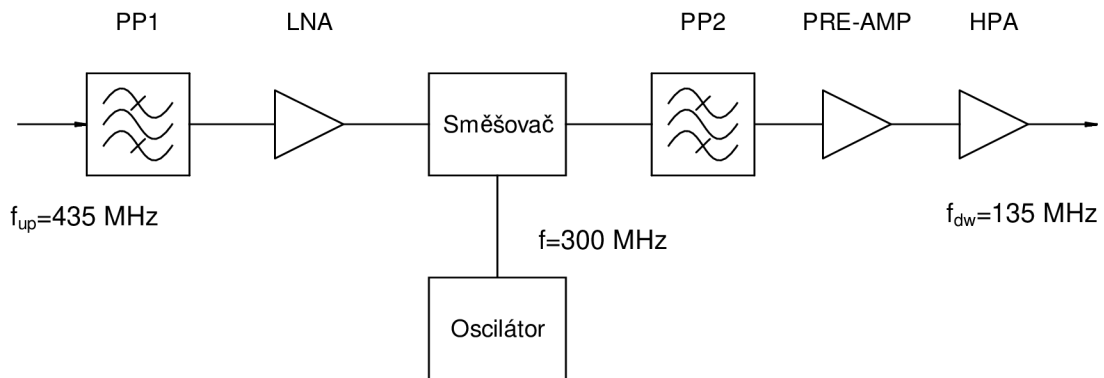 PP1
LNA
PP2
PRE-AMP
HPA
Směšovač
f_up=435 MHz
f_dw=135 MHz
f=300 MHz
Oscilátor